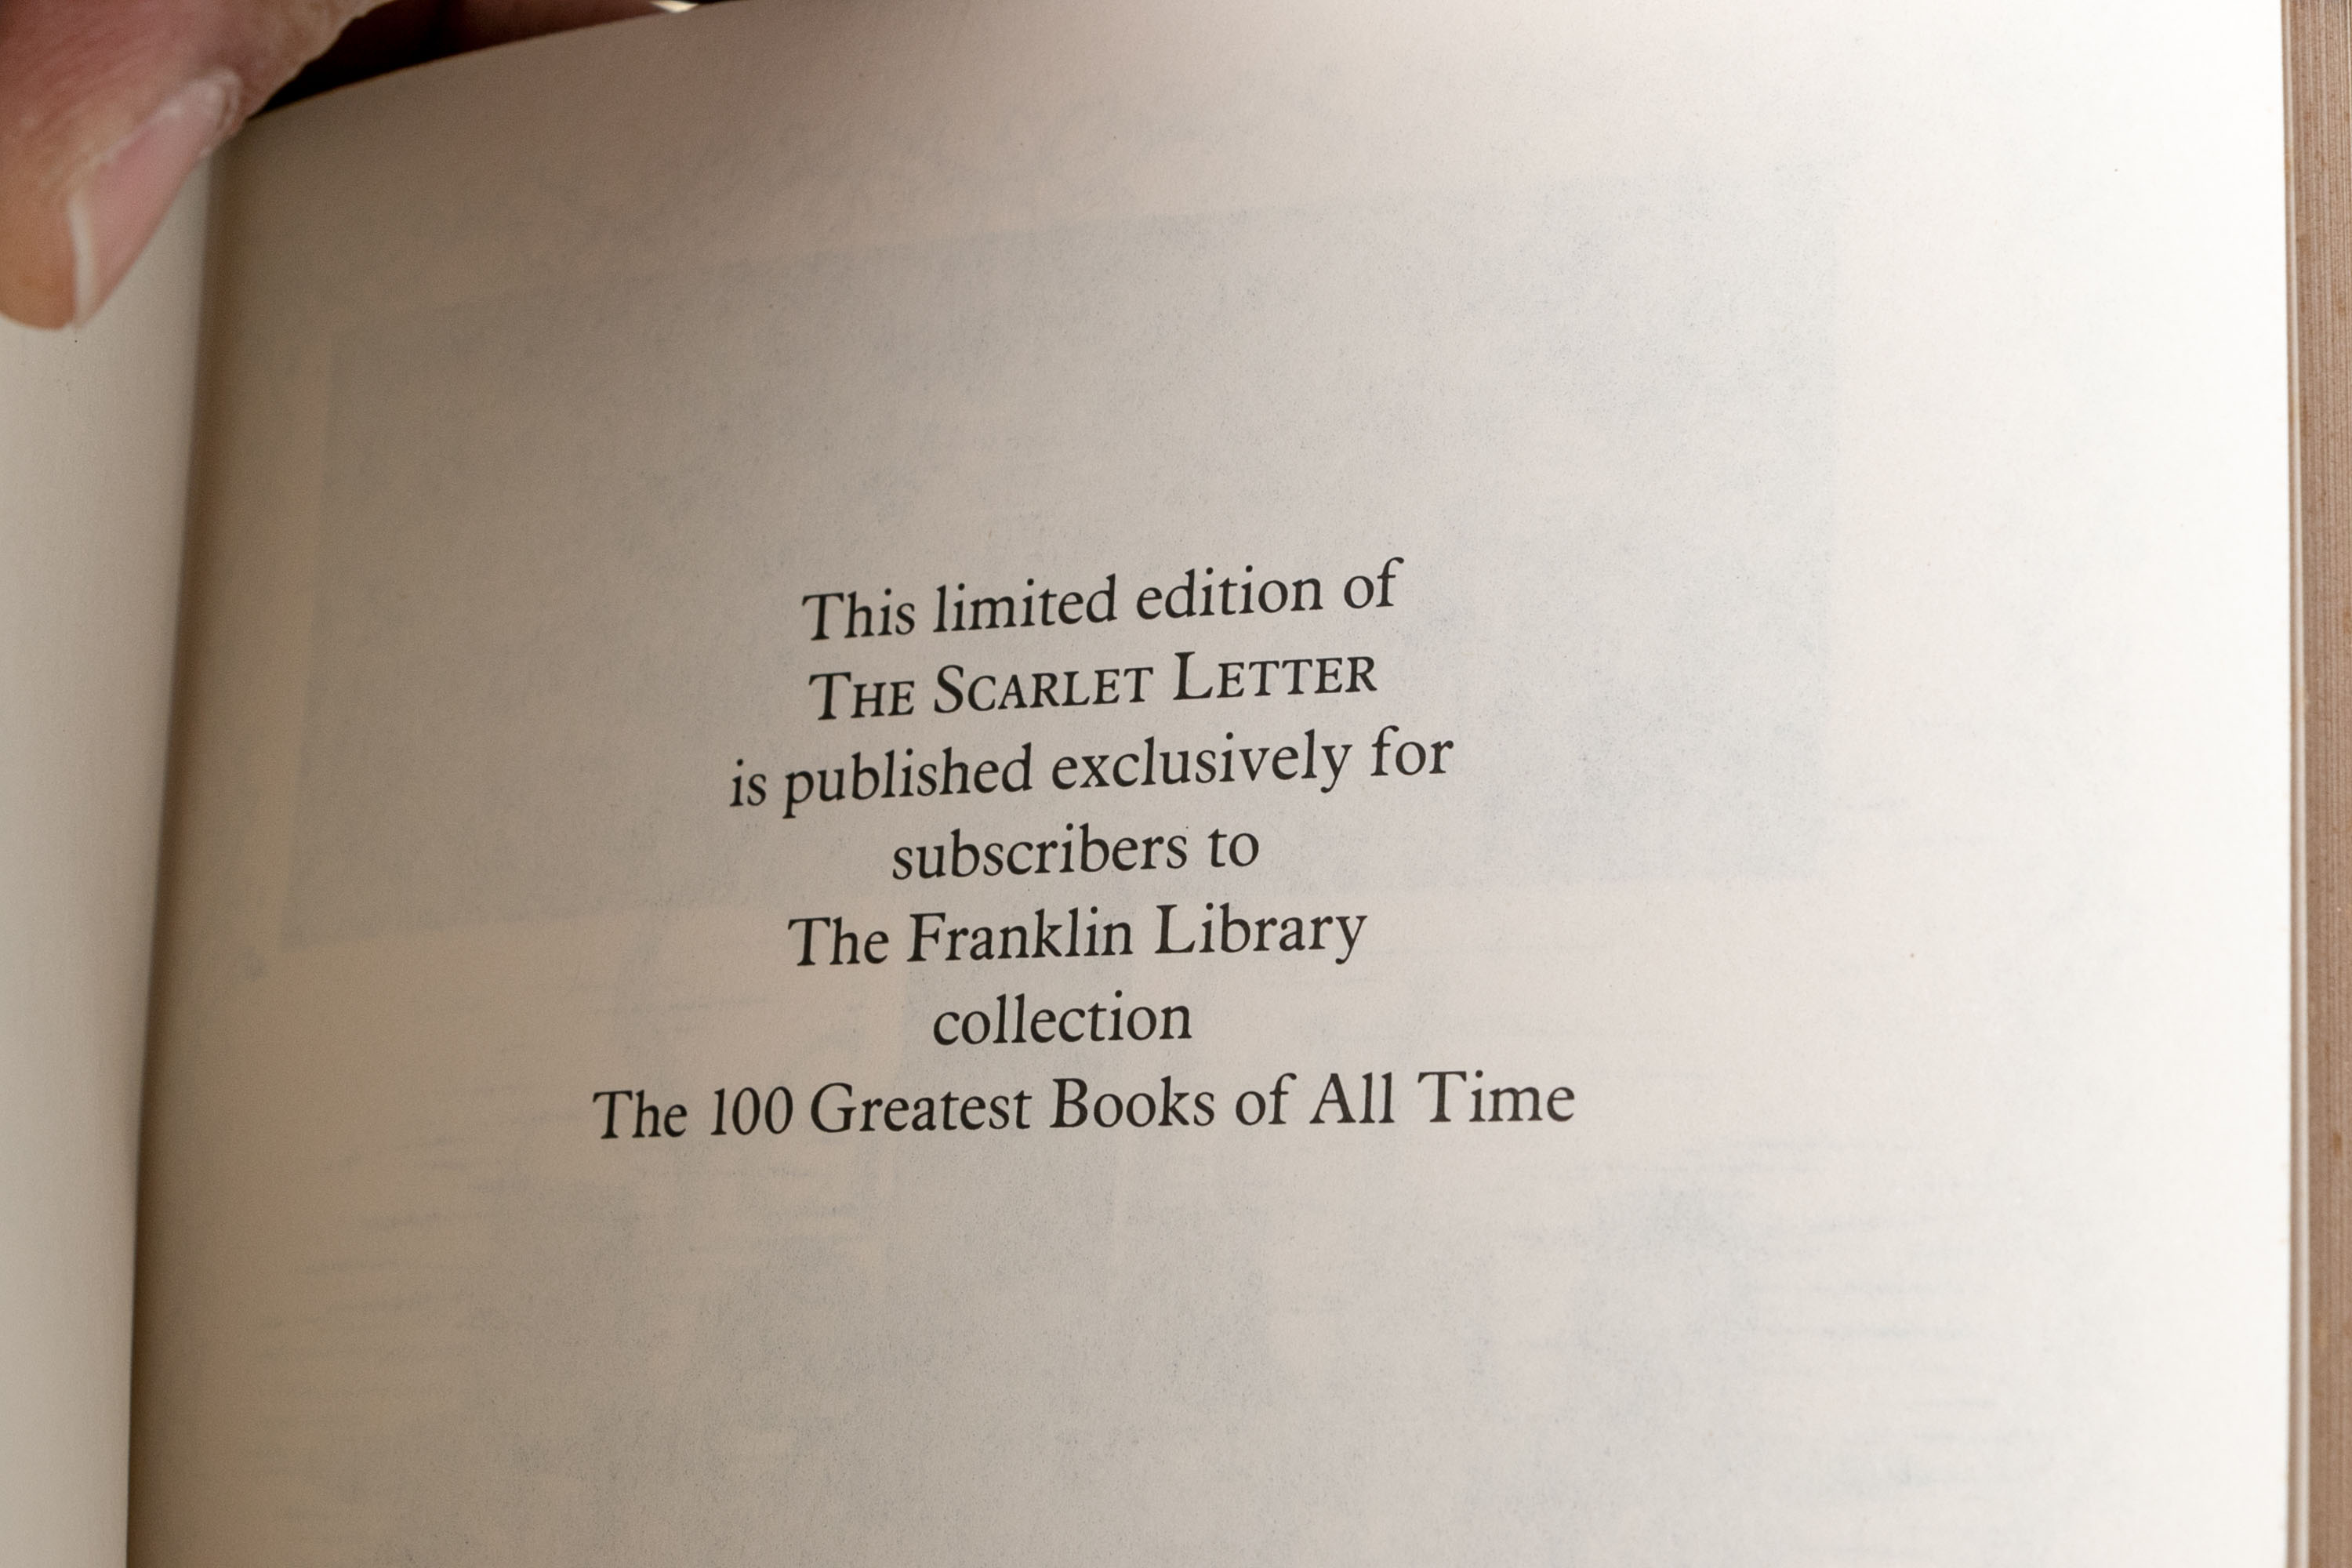 This limited edition of
THE SCARLET LETTER
is published exclusively for
subscribers to
The Franklin Library
collection
The 100 Greatest Books of All Time